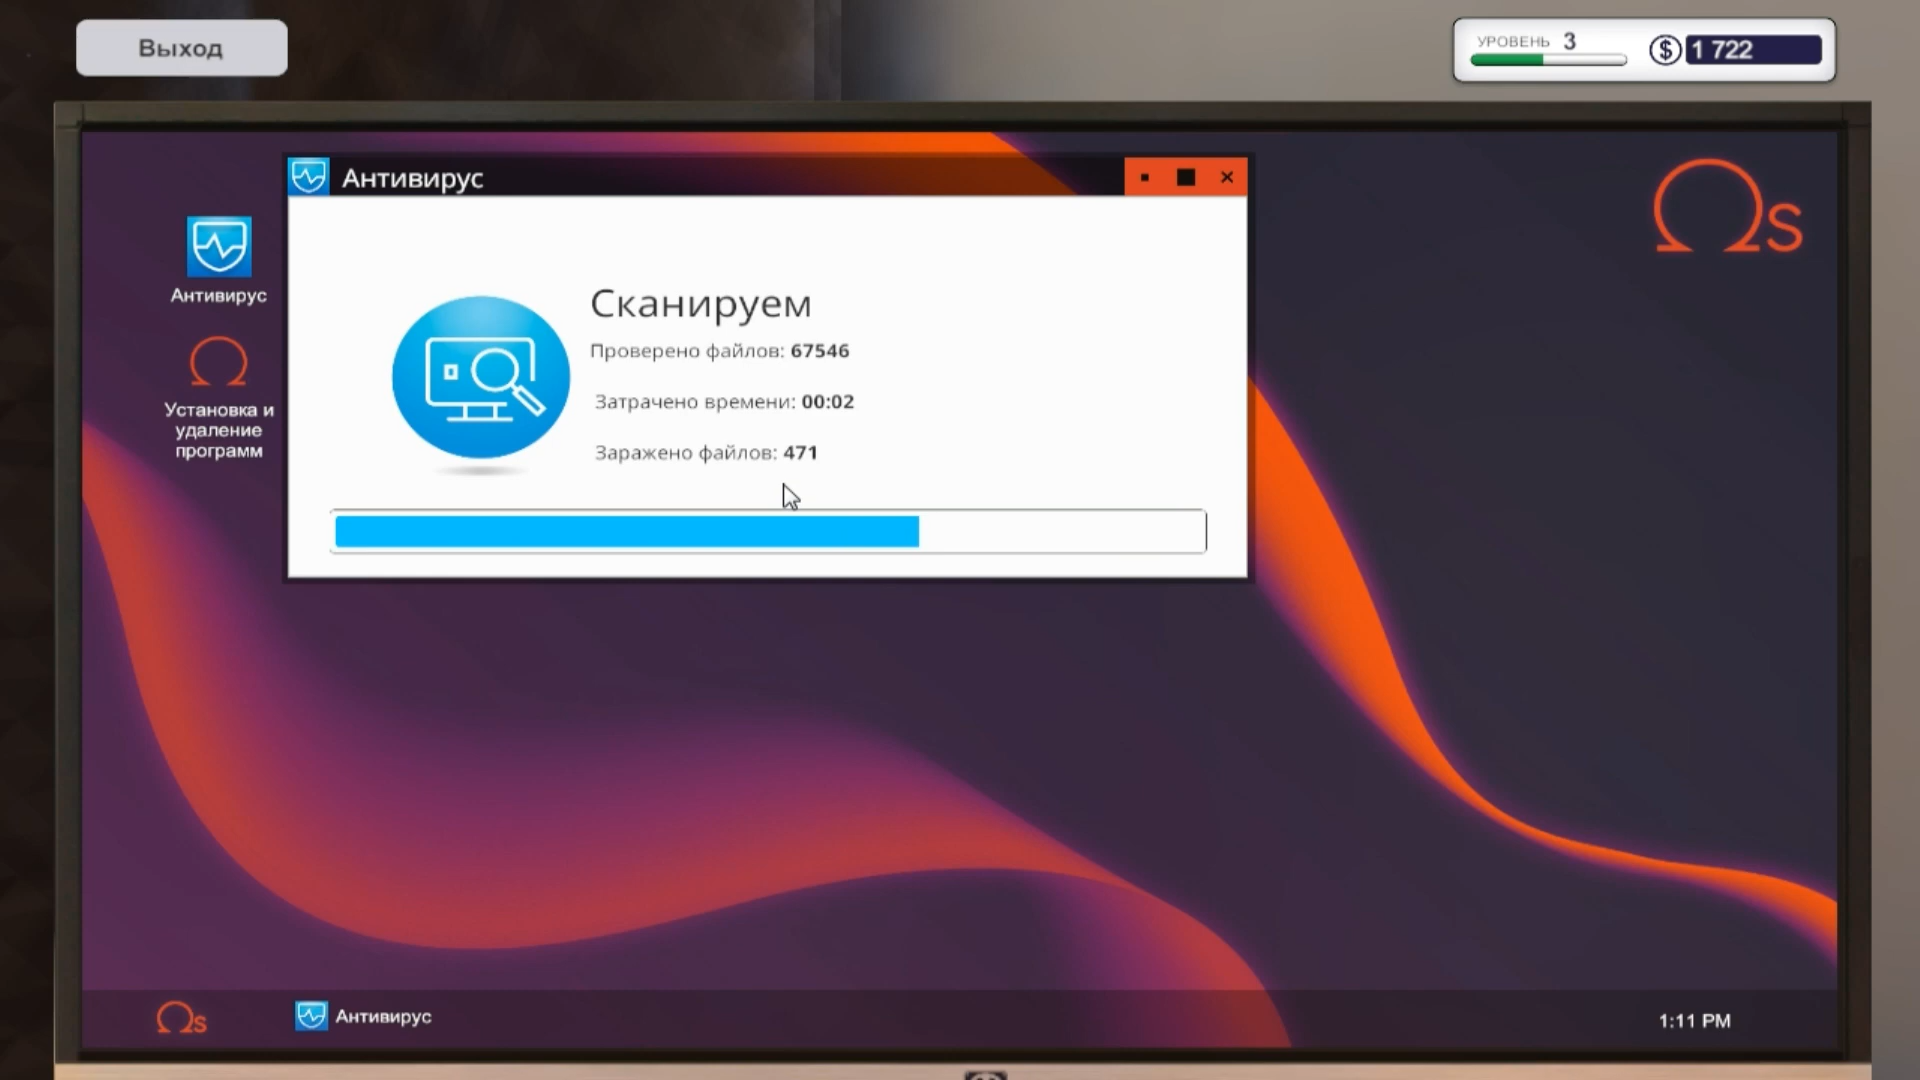 Выход
УРОВЕНЬ 3
$ 1 722
Антивирус
Ωs
Антивирус
Установка и
удаление
программ
Сканируем
Проверено файлов: 67546
Затрачено времени: 00:02
Заражено файлов: 471
Ωs
Антивирус
1:11 PM